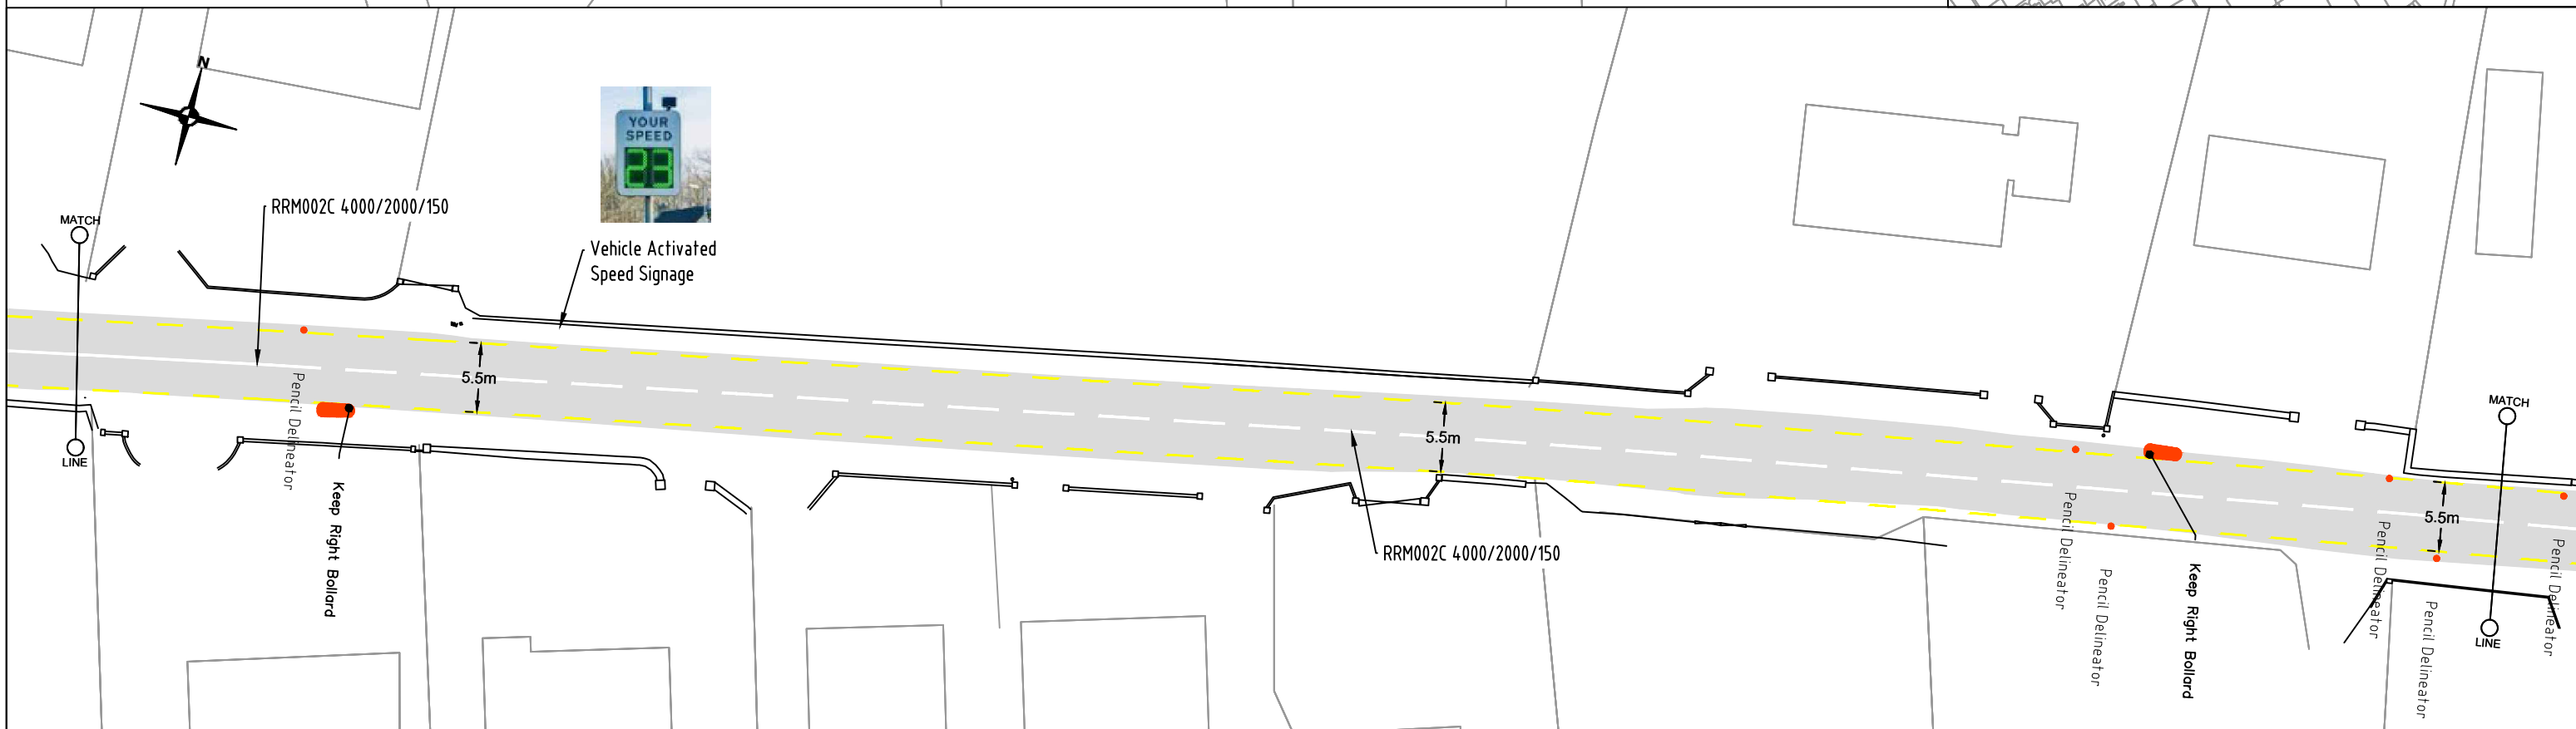 N
YOUR
SPEED
23
RRM002C 4000/2000/150
MATCH
Vehicle Activated
Speed Signage
5.5m
Pencil Delineator
LINE
Keep Right Bollard
5.5m
RRM002C 4000/2000/150
MATCH
5.5m
Pencil Delineator
Pencil Delineator
Keep Right Bollard
Pencil Delineator
Pencil Delineator
Pencil Delineator
LINE